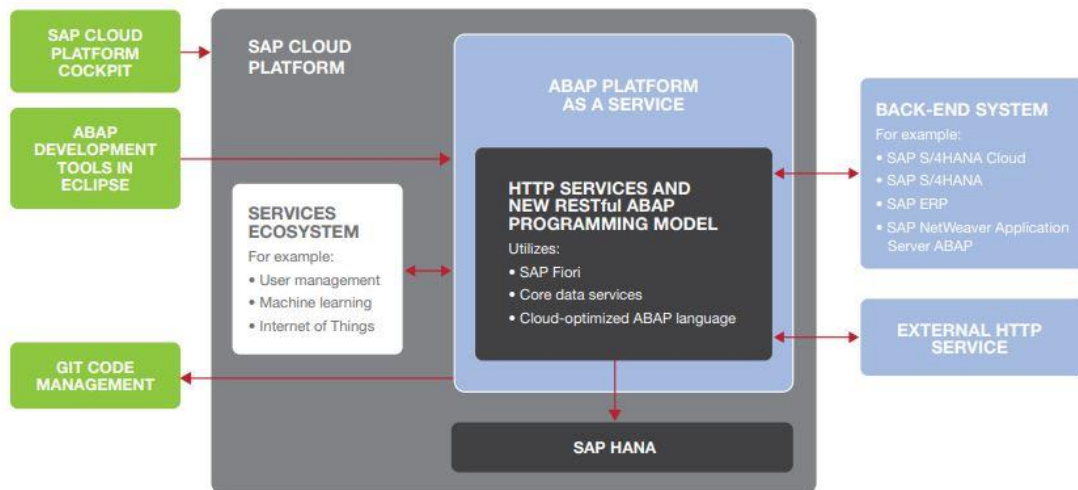 SAP CLOUD
PLATFORM
COCKPIT
ABAP
DEVELOPMENT
TOOLS IN
ECLIPSE
GIT CODE
MANAGEMENT
SAP CLOUD
PLATFORM
SERVICES
ECOSYSTEM
For example:
• User management
• Machine learning
• Internet of Things
ABAP PLATFORM
AS A SERVICE
HTTP SERVICES AND
NEW RESTful ABAP
PROGRAMMING MODEL
Utilizes:
• SAP Fiori
• Core data services
• Cloud-optimized ABAP language
SAP HANA
BACK-END SYSTEM
For example:
• SAP S/4HANA Cloud
• SAP S/4HANA
• SAP ERP
• SAP NetWeaver Application
Server ABAP
EXTERNAL HTTP
SERVICE